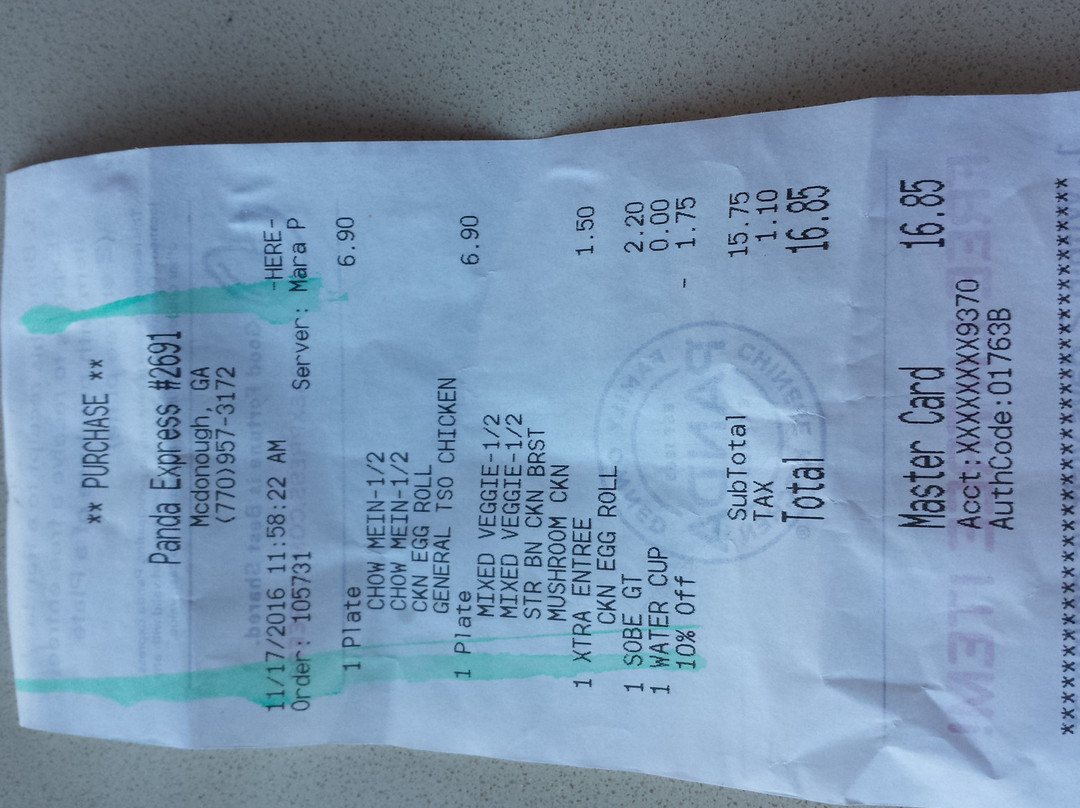 ** PURCHASE **
Panda Express #2691
Mcdonough, GA
(770)957-3172
11/17/2016 11:58:22 AM -HERE-
Order: 105731 Server: Mara P
1 Plate 6.90
CHOW MEIN-1/2
CHOW MEIN-1/2
CKN EGG ROLL
GENERAL TSO CHICKEN
1 Plate 6.90
MIXED VEGGIE-1/2
MIXED VEGGIE-1/2
STR BN CKN BRST
MUSHROOM CKN
1 XTRA ENTREE 1.50
CKN EGG ROLL
1 SOBE GT 2.20
1 WATER CUP 0.00
10% Off - 1.75
SubTotal 15.75
TAX 1.10
Total 16.85
Master Card 16.85
Acct:XXXXXXXX9370
AuthCode:01763B
****************************************